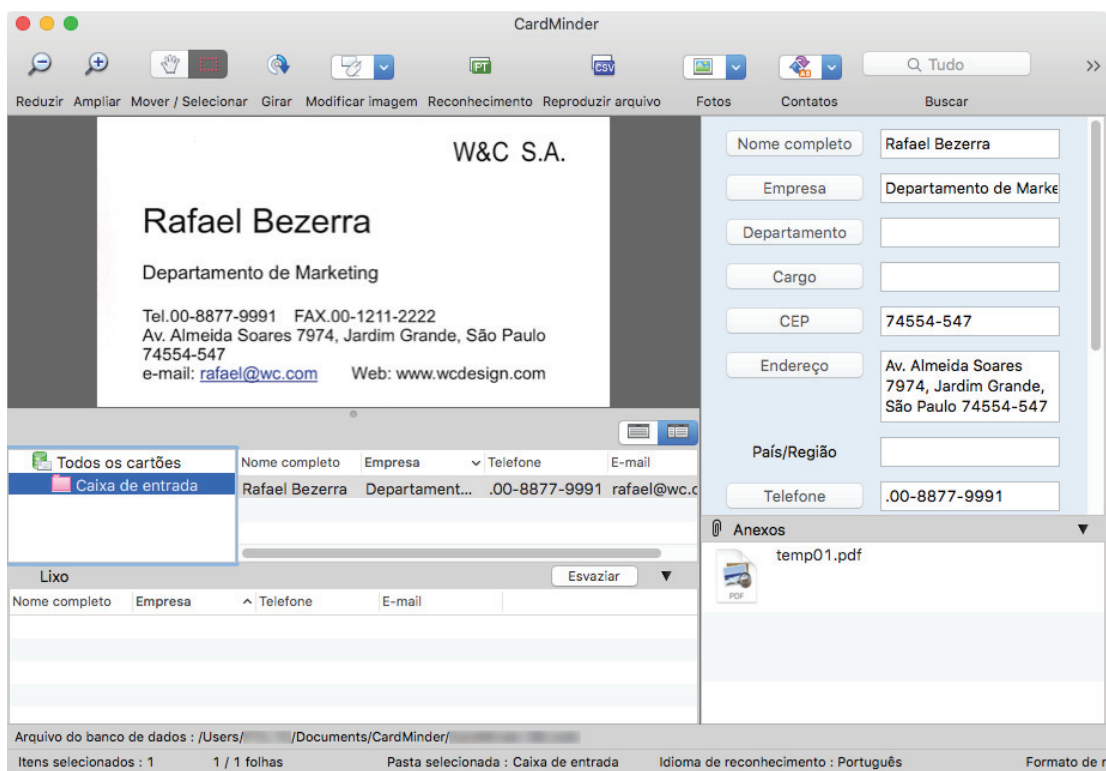 CardMinder
PT
CSV
Tudo
Reduzir Ampliar Mover / Selecionar Girar Modificar imagem Reconhecimento Reproduzir arquivo Fotos Contatos Buscar
W&C S.A.
Rafael Bezerra
Departamento de Marketing
Tel.00-8877-9991 FAX.00-1211-2222
Av. Almeida Soares 7974, Jardim Grande, São Paulo
74554-547
e-mail: rafael@wc.com Web: www.wcdesign.com
Nome completo Rafael Bezerra
Empresa Departamento de Marke
Departamento
Cargo
CEP 74554-547
Endereço Av. Almeida Soares
7974, Jardim Grande,
São Paulo 74554-547
País/Região
Telefone .00-8877-9991
Todos os cartões
Caixa de entrada
Nome completo Empresa Telefone E-mail
Rafael Bezerra Departament... .00-8877-9991 rafael@wc.c
Lixo Esvaziar
Nome completo Empresa Telefone E-mail
Anexos
temp01.pdf
PDF
Arquivo do banco de dados : /Users/ /Documents/CardMinder/
Itens selecionados : 1 1 / 1 folhas Pasta selecionada : Caixa de entrada Idioma de reconhecimento : Português Formato de r